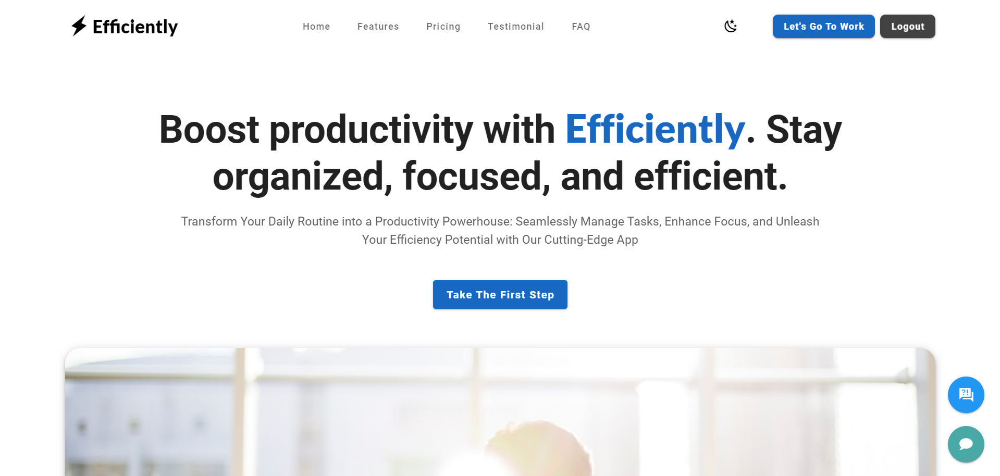 Efficiently
Home Features Pricing Testimonial FAQ
Let's Go To Work Logout
Boost productivity with Efficiently. Stay
organized, focused, and efficient.
Transform Your Daily Routine into a Productivity Powerhouse: Seamlessly Manage Tasks, Enhance Focus, and Unleash
Your Efficiency Potential with Our Cutting-Edge App
Take The First Step
?!